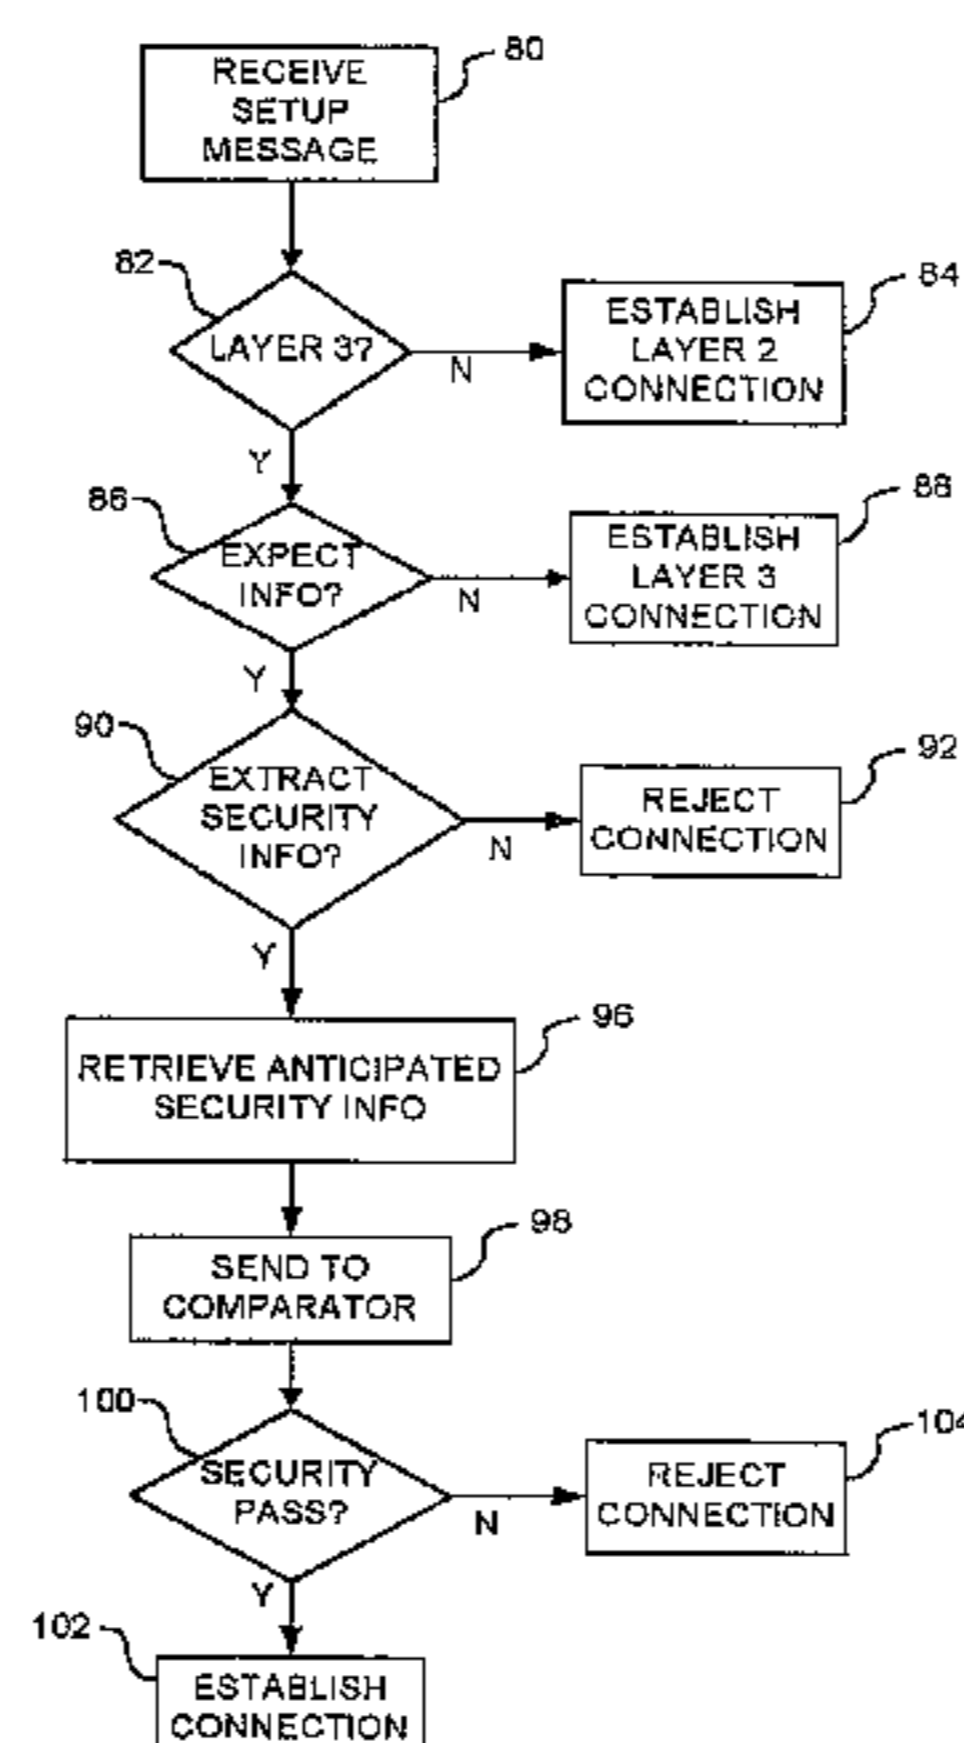 80
RECEIVE
SETUP
MESSAGE
82
LAYER 3?
N
84
ESTABLISH
LAYER 2
CONNECTION
Y
86
EXPECT
INFO?
N
88
ESTABLISH
LAYER 3
CONNECTION
Y
90
EXTRACT
SECURITY
INFO?
N
92
REJECT
CONNECTION
Y
96
RETRIEVE ANTICIPATED
SECURITY INFO
98
SEND TO
COMPARATOR
100
SECURITY
PASS?
N
104
REJECT
CONNECTION
Y
102
ESTABLISH
CONNECTION